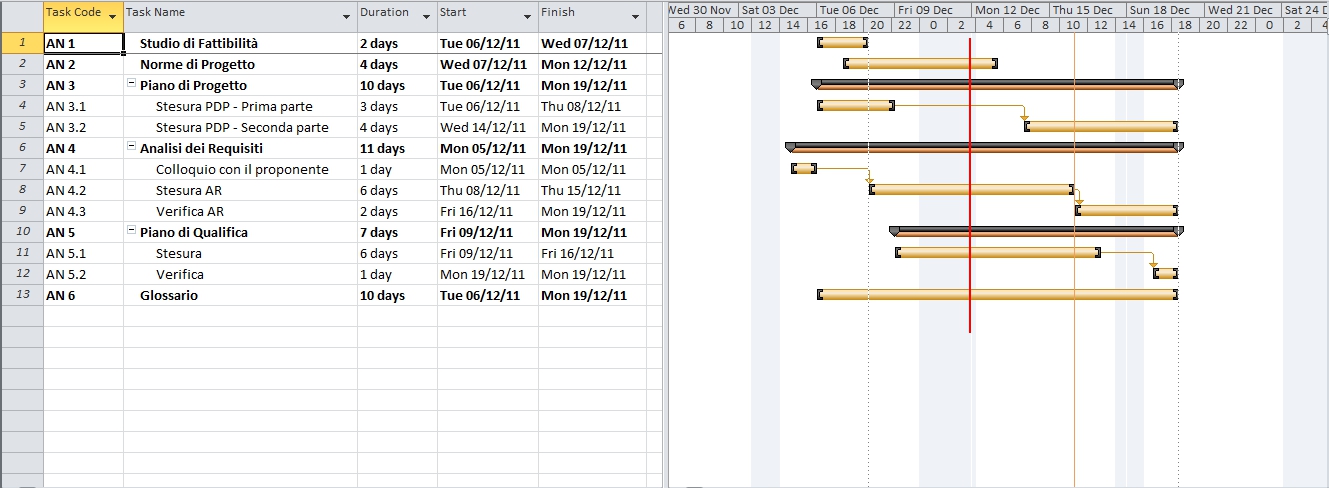 Task Code Task Name Duration Start Finish
1 AN 1 Studio di Fattibilità 2 days Tue 06/12/11 Wed 07/12/11
2 AN 2 Norme di Progetto 4 days Wed 07/12/11 Mon 12/12/11
3 AN 3 Piano di Progetto 10 days Tue 06/12/11 Mon 19/12/11
4 AN 3.1 Stesura PDP - Prima parte 3 days Tue 06/12/11 Thu 08/12/11
5 AN 3.2 Stesura PDP - Seconda parte 4 days Wed 14/12/11 Mon 19/12/11
6 AN 4 Analisi dei Requisiti 11 days Mon 05/12/11 Mon 19/12/11
7 AN 4.1 Colloquio con il proponente 1 day Mon 05/12/11 Mon 05/12/11
8 AN 4.2 Stesura AR 6 days Thu 08/12/11 Thu 15/12/11
9 AN 4.3 Verifica AR 2 days Fri 16/12/11 Mon 19/12/11
10 AN 5 Piano di Qualifica 7 days Fri 09/12/11 Mon 19/12/11
11 AN 5.1 Stesura 6 days Fri 09/12/11 Fri 16/12/11
12 AN 5.2 Verifica 1 day Mon 19/12/11 Mon 19/12/11
13 AN 6 Glossario 10 days Tue 06/12/11 Mon 19/12/11
Wed 30 Nov Sat 03 Dec Tue 06 Dec Fri 09 Dec Mon 12 Dec Thu 15 Dec Sun 18 Dec Wed 21 Dec Sat 24
6 8 10 12 14 16 18 20 22 0 2 4 6 8 10 12 14 16 18 20 22 0 2 4